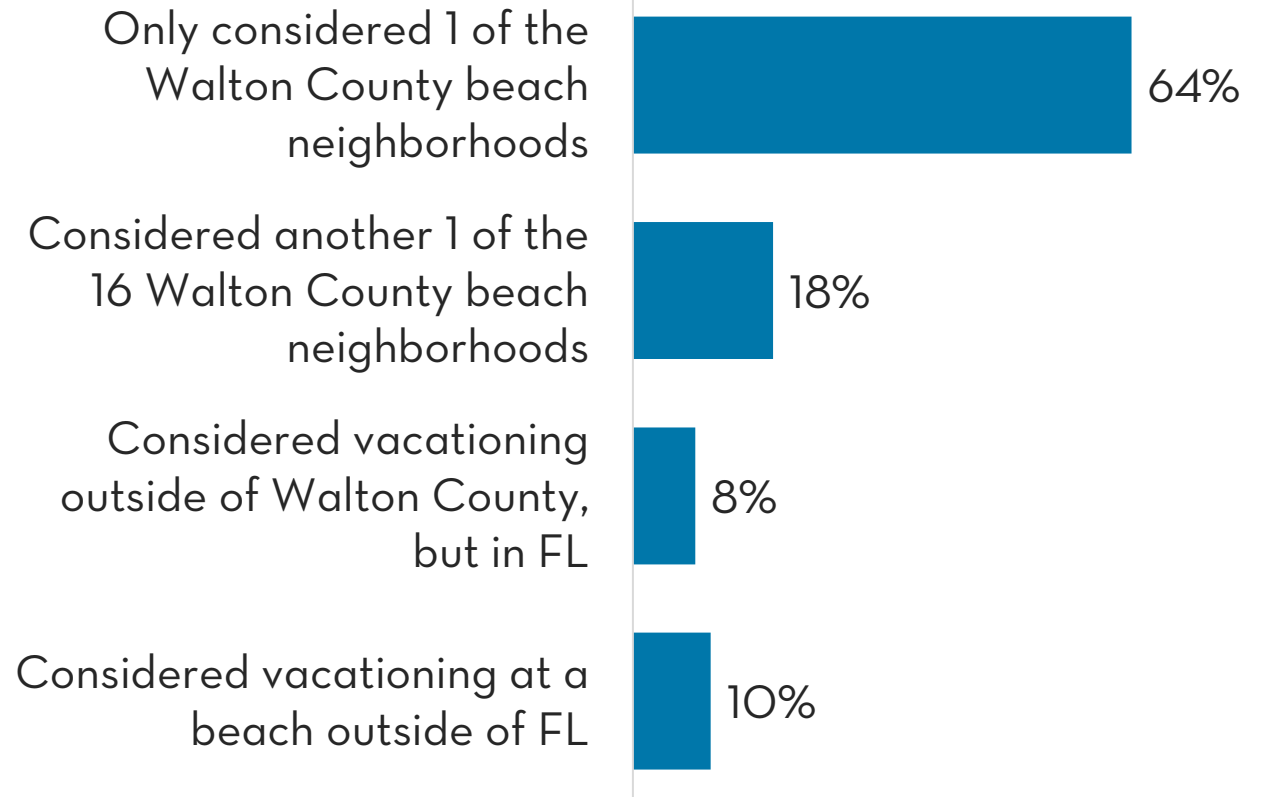 Only considered 1 of the
Walton County beach
neighborhoods
64%
Considered another 1 of the
16 Walton County beach
neighborhoods
18%
Considered vacationing
outside of Walton County,
but in FL
8%
Considered vacationing at a
beach outside of FL
10%